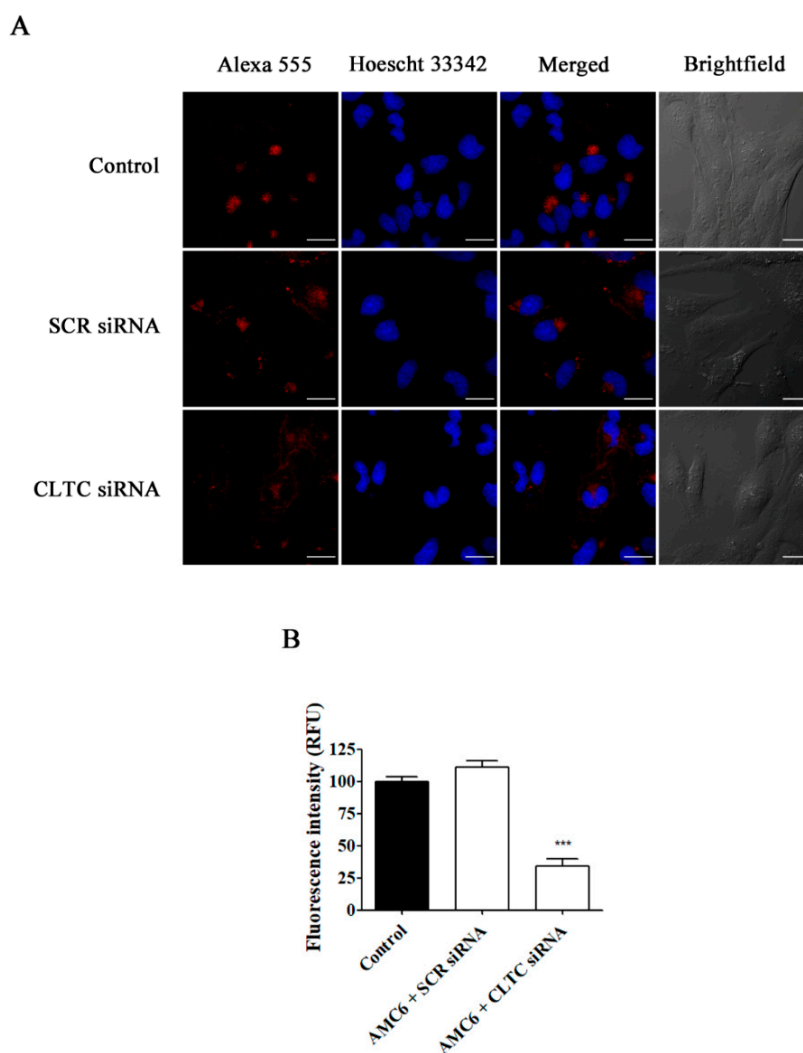 A
Alexa 555 Hoescht 33342 Merged Brightfield
Control
SCR siRNA
CLTC siRNA
B
Fluorescence intensity (RFU)
125
100
75
50
25
0
***
Control
AMC6 + SCR siRNA
AMC6 + CLTC siRNA